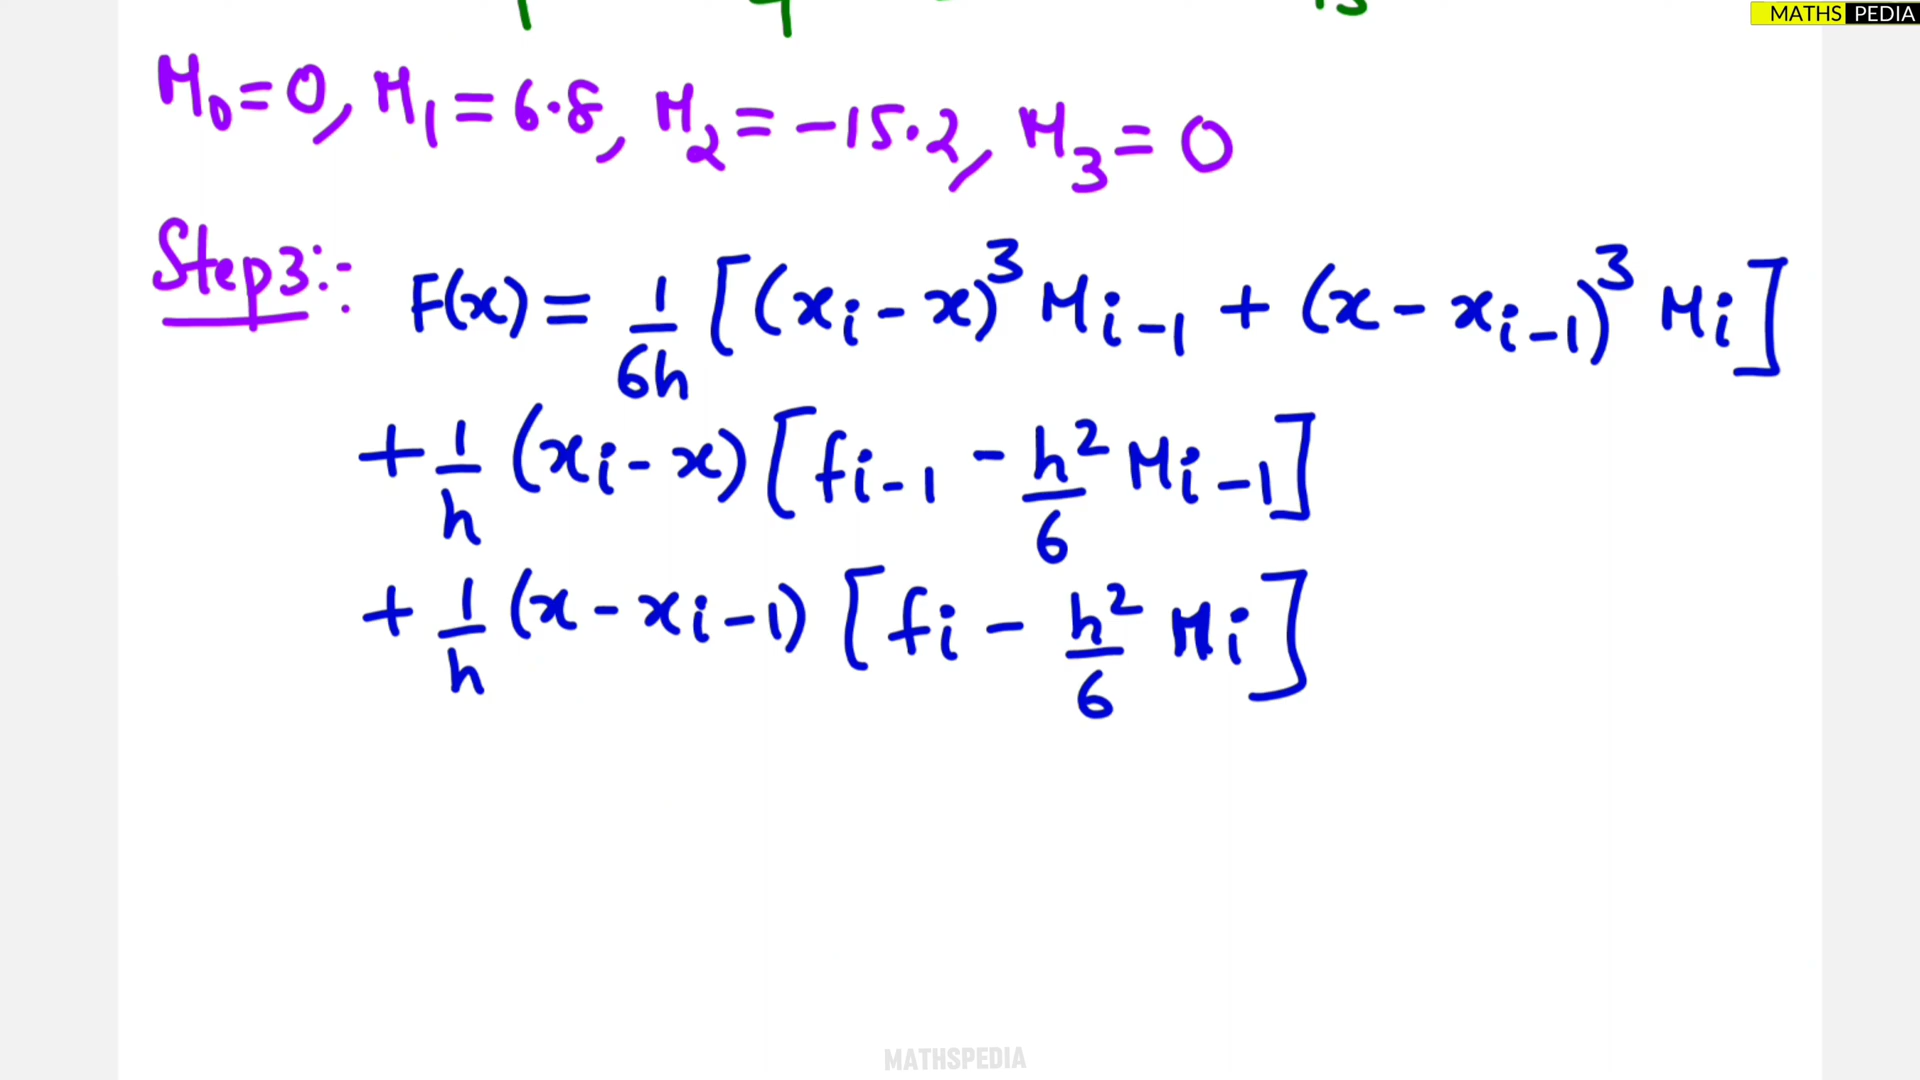 MATHS PEDIA
M₀ = 0, M₁ = 6.8, M₂ = -15.2, M₃ = 0
Step3:- F(x) = 1/6h [(xᵢ - x)³ Mᵢ₋₁ + (x - xᵢ₋₁)³ Mᵢ]
+ 1/h (xᵢ - x) [fᵢ₋₁ - h²/6 Mᵢ₋₁]
+ 1/h (x - xᵢ₋₁) [fᵢ - h²/6 Mᵢ]
MATHSPEDIA